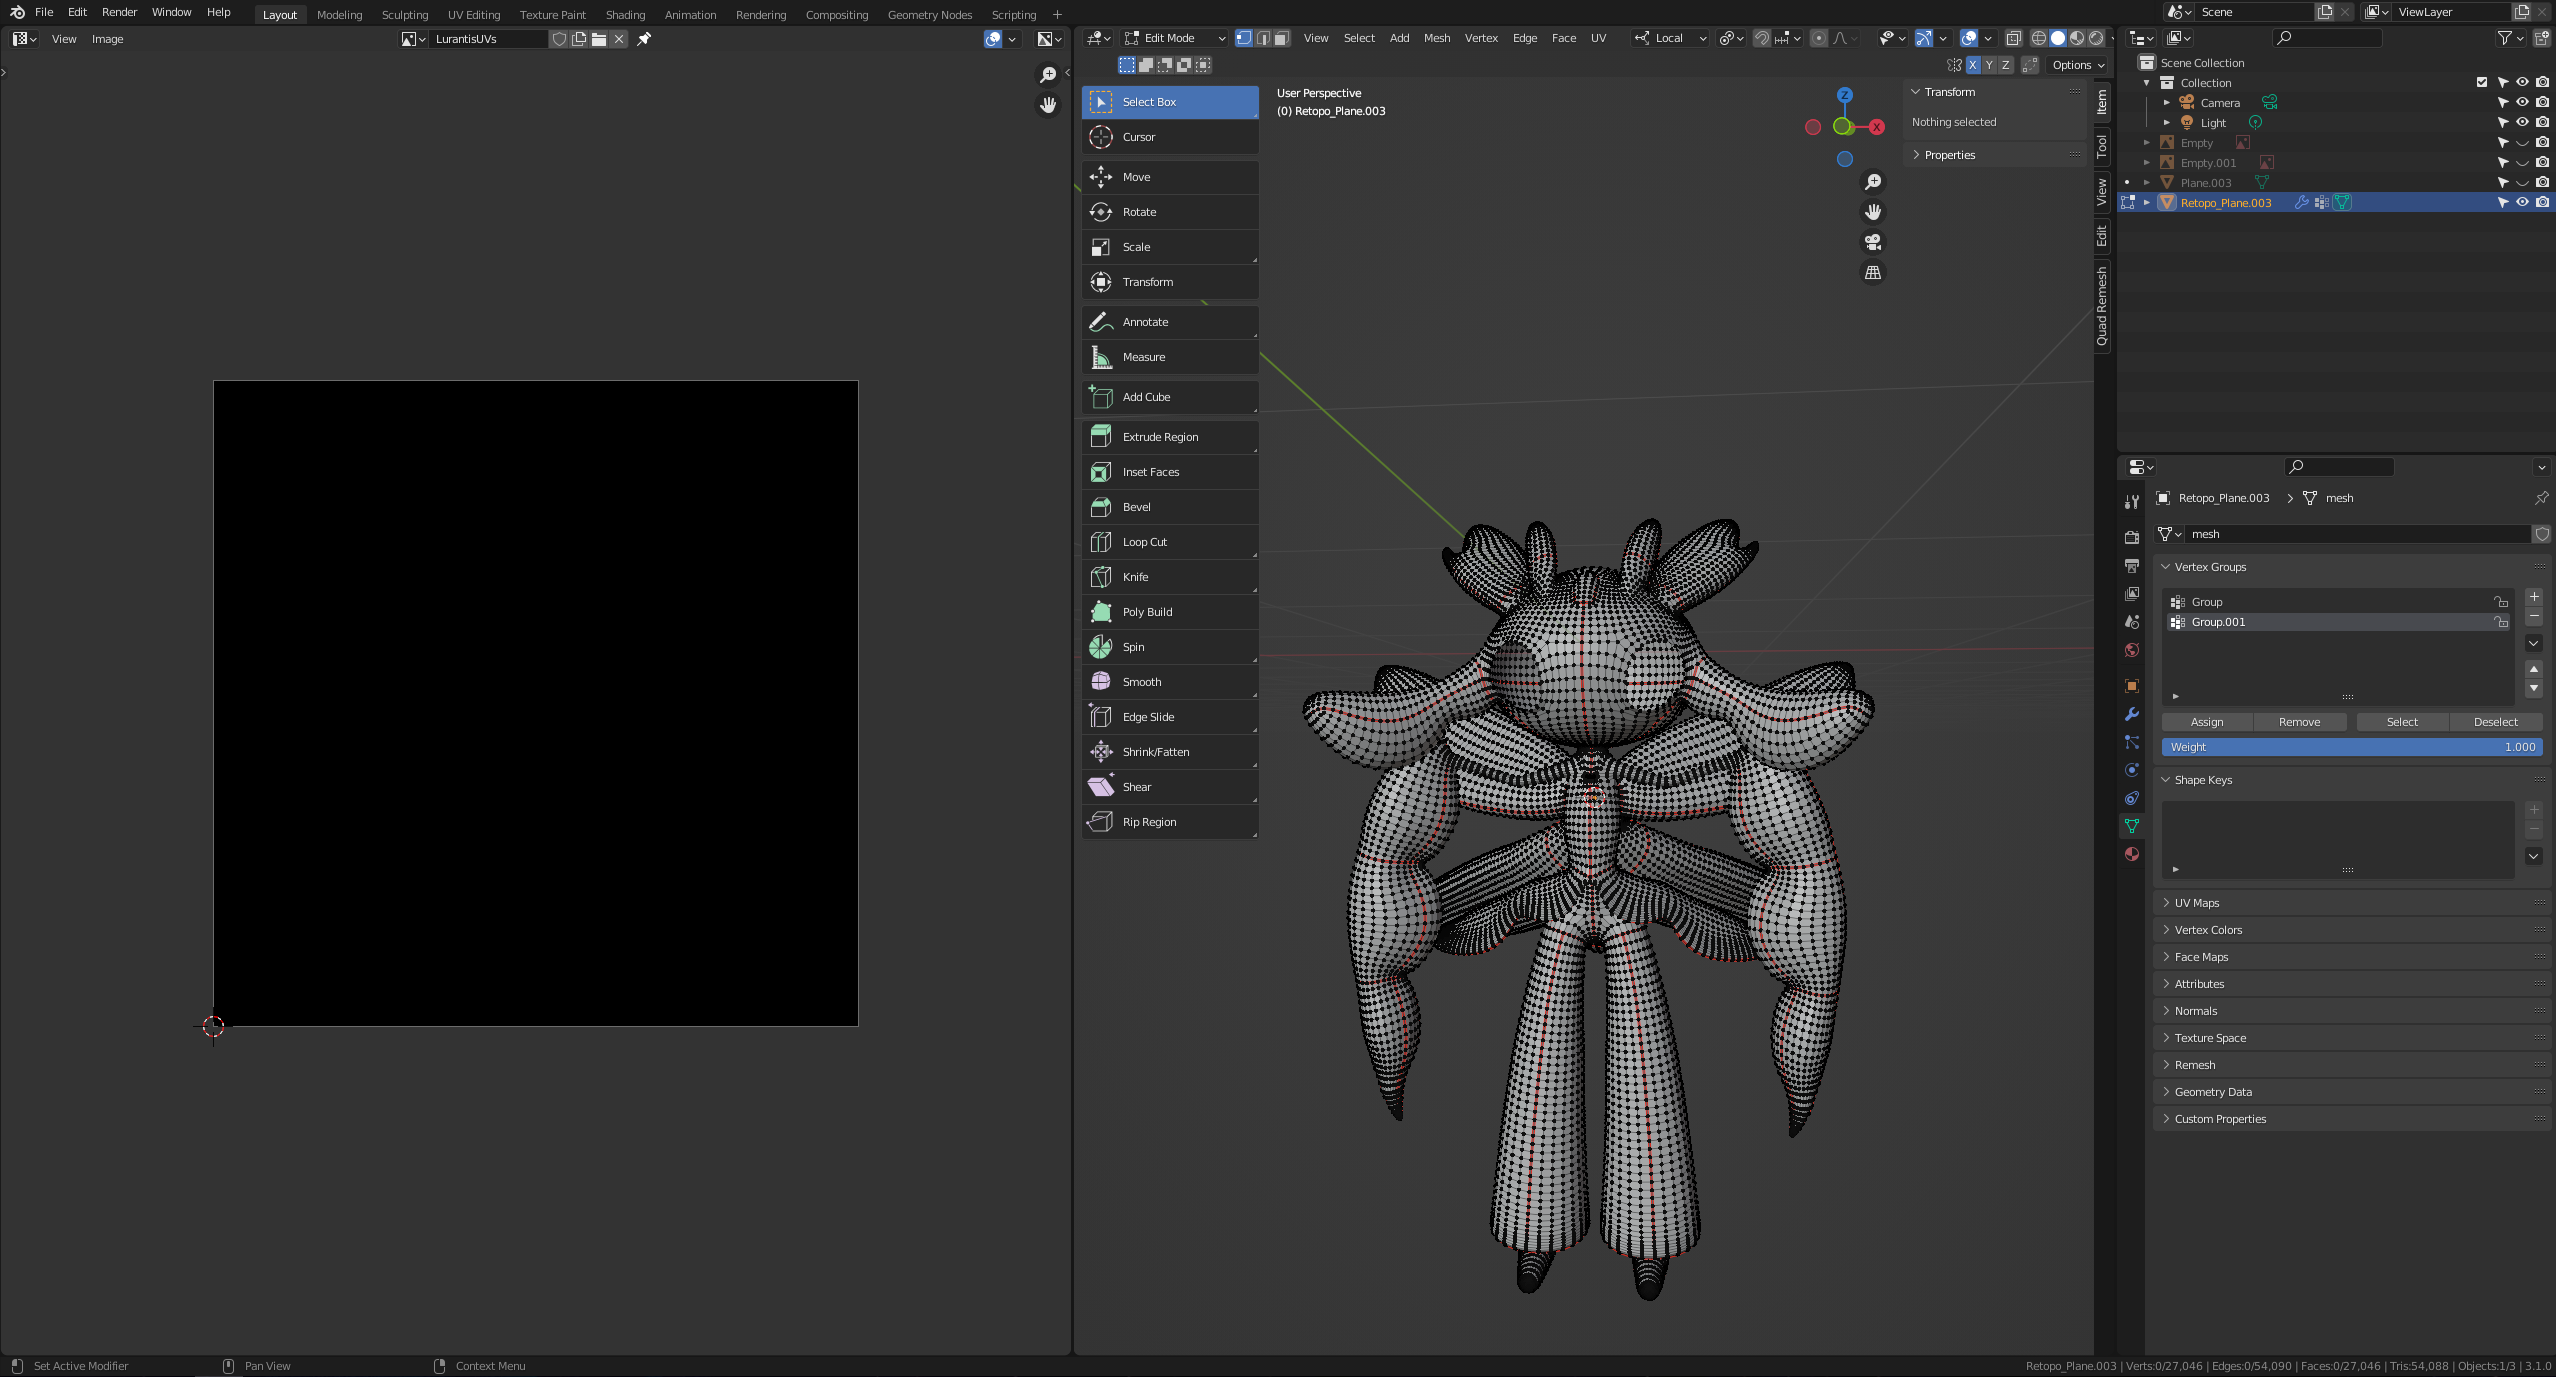 File Edit Render Window Help Layout Modeling Sculpting UV Editing Texture Paint Shading Animation Rendering Compositing Geometry Nodes Scripting + Scene ViewLayer
View Image LurantisUVs Edit Mode View Select Add Mesh Vertex Edge Face UV Local
X Y Z Options
Select Box
Cursor
Move
Rotate
Scale
Transform
Annotate
Measure
Add Cube
Extrude Region
Inset Faces
Bevel
Loop Cut
Knife
Poly Build
Spin
Smooth
Edge Slide
Shrink/Fatten
Shear
Rip Region
User Perspective
(0) Retopo_Plane.003
Z
X
Transform
Nothing selected
Properties
Item
Tool
View
Edit
Quad Remesh
Scene Collection
Collection
Camera
Light
Empty
Empty.001
Plane.003
Retopo_Plane.003
Retopo_Plane.003 > mesh
mesh
Vertex Groups
Group
Group.001
Assign Remove Select Deselect
Weight 1.000
Shape Keys
UV Maps
Vertex Colors
Face Maps
Attributes
Normals
Texture Space
Remesh
Geometry Data
Custom Properties
Set Active Modifier Pan View Context Menu Retopo_Plane.003 | Verts:0/27,046 | Edges:0/54,090 | Faces:0/27,046 | Tris:54,088 | Objects:1/3 | 3.1.0